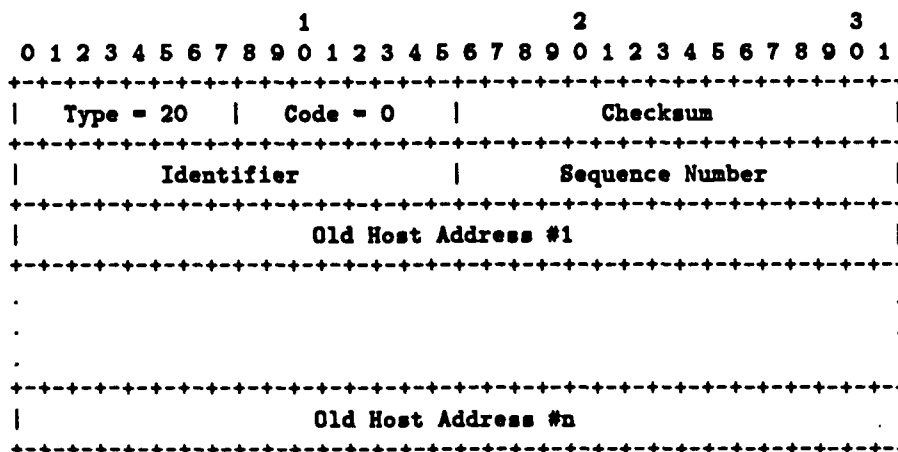 1 2 3
0 1 2 3 4 5 6 7 8 9 0 1 2 3 4 5 6 7 8 9 0 1 2 3 4 5 6 7 8 9 0 1
+-+-+-+-+-+-+-+-+-+-+-+-+-+-+-+-+-+-+-+-+-+-+-+-+-+-+-+-+-+-+-+-
| Type = 20 | Code = 0 | Checksum |
+-+-+-+-+-+-+-+-+-+-+-+-+-+-+-+-+-+-+-+-+-+-+-+-+-+-+-+-+-+-+-+-
| Identifier | Sequence Number |
+-+-+-+-+-+-+-+-+-+-+-+-+-+-+-+-+-+-+-+-+-+-+-+-+-+-+-+-+-+-+-+-
| Old Host Address #1 |
+-+-+-+-+-+-+-+-+-+-+-+-+-+-+-+-+-+-+-+-+-+-+-+-+-+-+-+-+-+-+-+-
. .
. .
. .
+-+-+-+-+-+-+-+-+-+-+-+-+-+-+-+-+-+-+-+-+-+-+-+-+-+-+-+-+-+-+-+-
| Old Host Address #n
+-+-+-+-+-+-+-+-+-+-+-+-+-+-+-+-+-+-+-+-+-+-+-+-+-+-+-+-+-+-+-+-